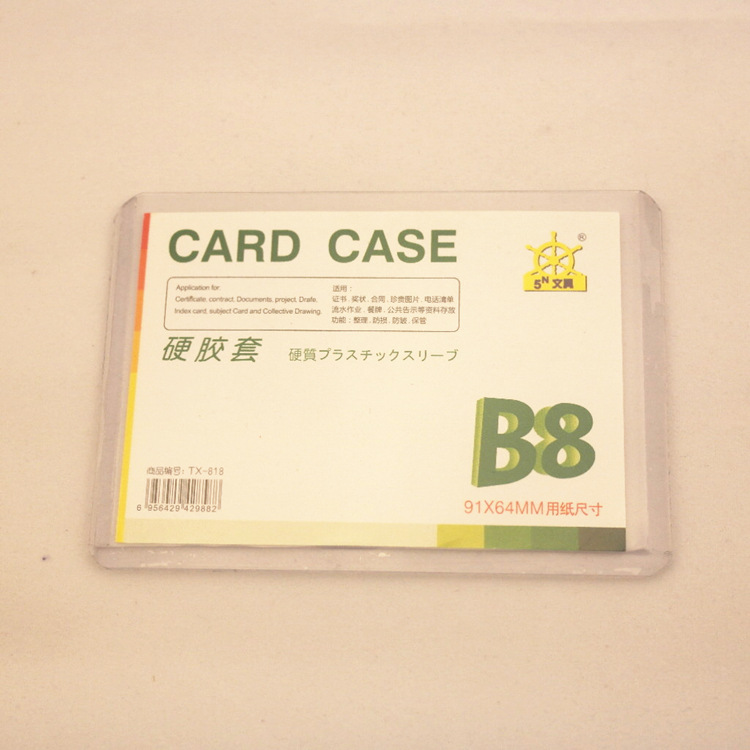 CARD CASE
®
5N 文具
Application for:
Certificate, contract, Documents, project, Drafe.
Index card, subject Card and Collective Drawing.
适用：
证书．奖状．合同．珍贵图片．电话清单
流水作业．餐牌．公共告示等资料存放
功能：整理．防损．防皱．保管
硬胶套
硬質プラスチックスリーブ
B8
91X64MM用纸尺寸
商品编号：TX-818
6 956429 429882